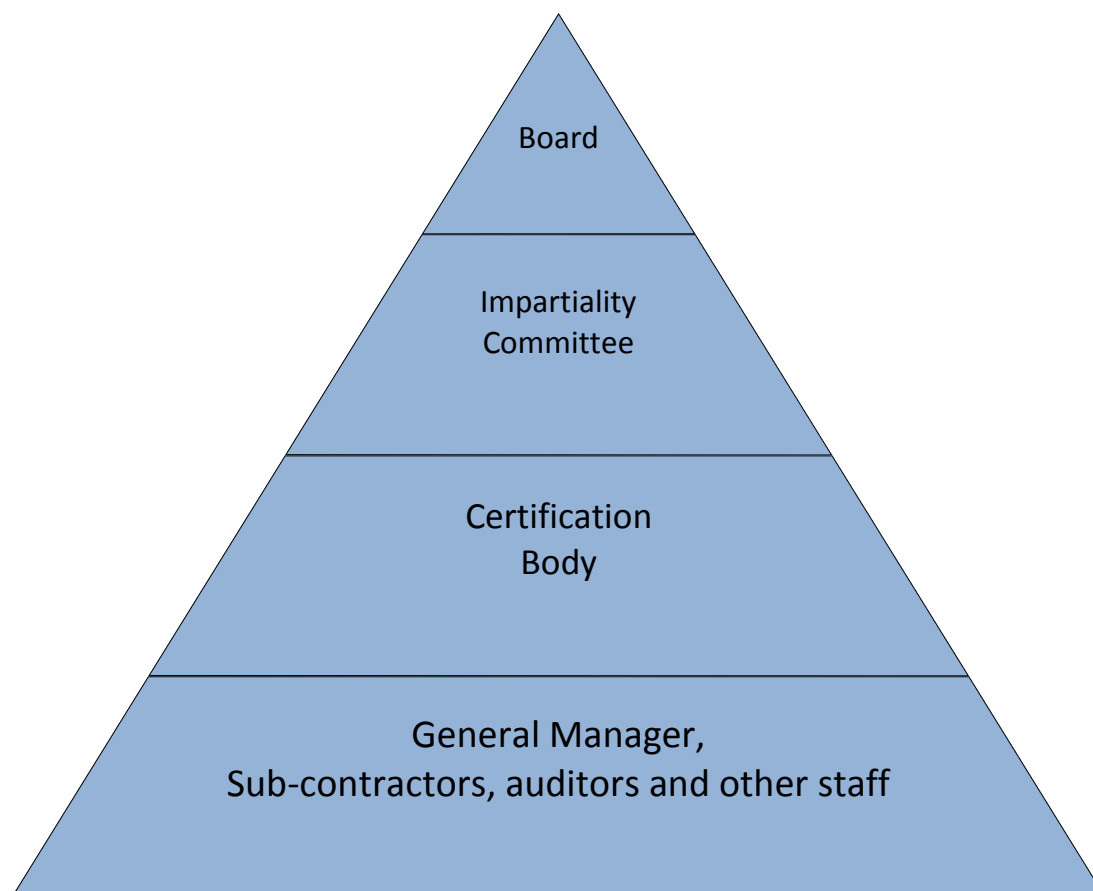 Board
Impartiality
Committee
Certification
Body
General Manager,
Sub-contractors, auditors and other staff